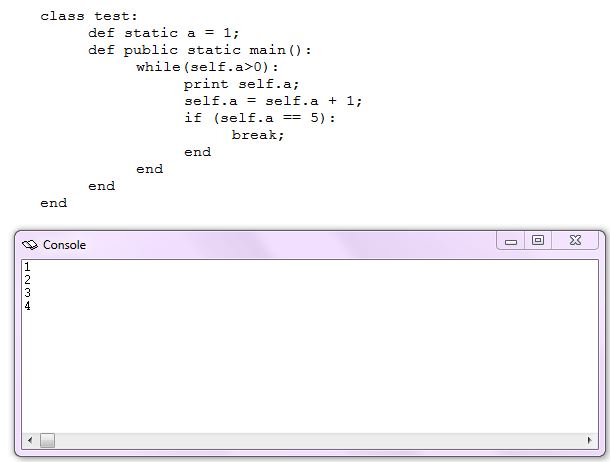 class test:
def static a = 1;
def public static main():
while(self.a>0):
print self.a;
self.a = self.a + 1;
if (self.a == 5):
break;
end
end
end
end
Console
1
2
3
4